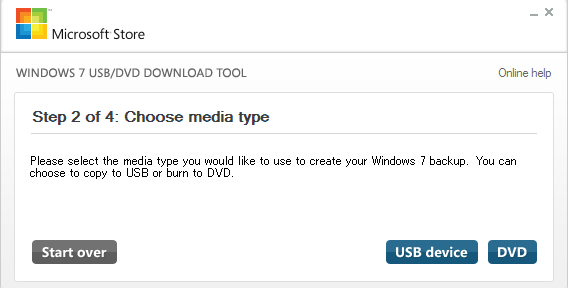 Microsoft Store
WINDOWS 7 USB/DVD DOWNLOAD TOOL
Online help
Step 2 of 4: Choose media type
Please select the media type you would like to use to create your Windows 7 backup. You can
choose to copy to USB or burn to DVD.
Start over
USB device
DVD